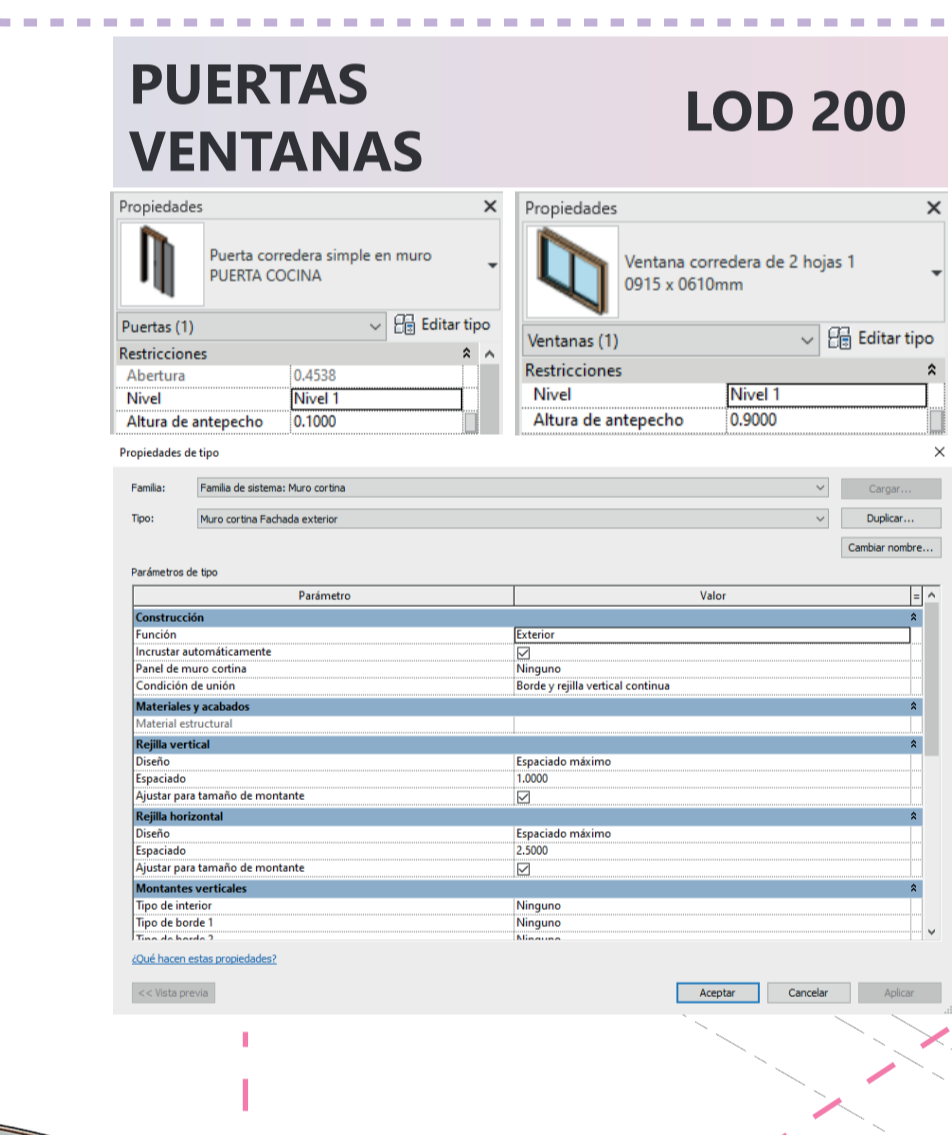 PUERTAS
VENTANAS
LOD 200
Propiedades
Puerta corredera simple en muro
PUERTA COCINA
Puertas (1)
Editar tipo
Restricciones
Abertura 0.4538
Nivel Nivel 1
Altura de antepecho 0.1000
Propiedades
Ventana corredera de 2 hojas 1
0915 x 0610mm
Ventanas (1)
Editar tipo
Restricciones
Nivel Nivel 1
Altura de antepecho 0.9000
Propiedades de tipo
Familia: Familia de sistema: Muro cortina Cargar...
Tipo: Muro cortina Fachada exterior Duplicar...
Cambiar nombre...
Parámetros de tipo
Parámetro Valor =
Construcción
Función Exterior
Incrustar automáticamente
Panel de muro cortina Ninguno
Condición de unión Borde y rejilla vertical continua
Materiales y acabados
Material estructural
Rejilla vertical
Diseño Espaciado máximo
Espaciado 1.0000
Ajustar para tamaño de montante
Rejilla horizontal
Diseño Espaciado máximo
Espaciado 2.5000
Ajustar para tamaño de montante
Montantes verticales
Tipo de interior Ninguno
Tipo de borde 1 Ninguno
Tipo de borde 2 Ninguno
¿Qué hacen estas propiedades?
<< Vista previa Aceptar Cancelar Aplicar